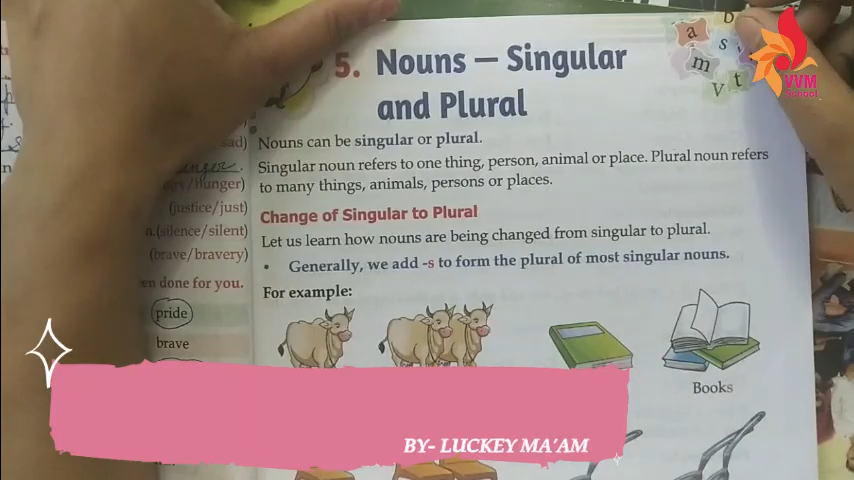 5. Nouns — Singular
and Plural
Nouns can be singular or plural.
Singular noun refers to one thing, person, animal or place. Plural noun refers
to many things, animals, persons or places.
Change of Singular to Plural
Let us learn how nouns are being changed from singular to plural.
• Generally, we add -s to form the plural of most singular nouns.
For example:
Books
sad)
/hunger)
(justice/just)
n.(silence/silent)
(brave/bravery)
en done for you.
pride
brave
a
b
s
m
v
t
VVM
BY- LUCKEY MA'AM